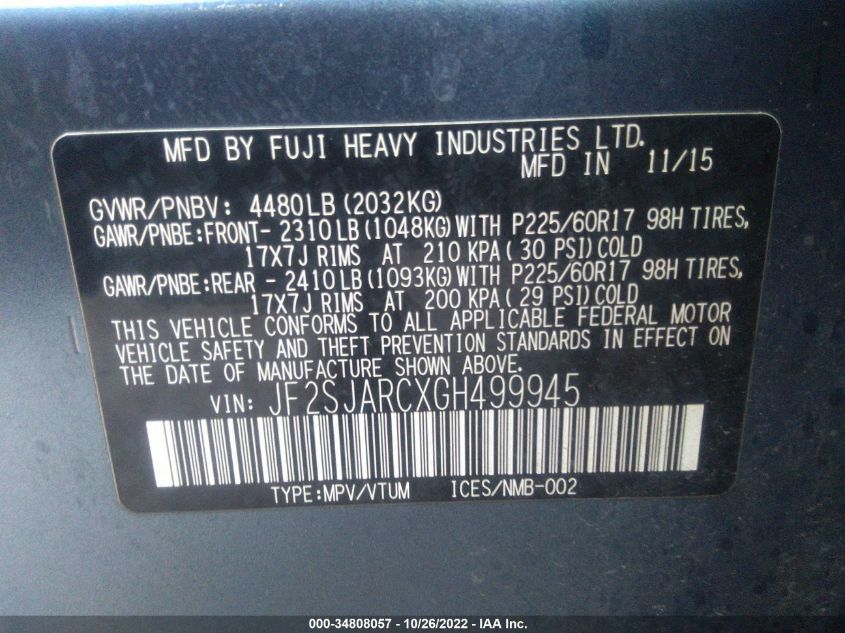 MFD BY FUJI HEAVY INDUSTRIES LTD.
MFD IN 11/15
GVWR/PNBV: 4480LB (2032KG)
GAWR/PNBE:FRONT- 2310LB (1048KG) WITH P225/60R17 98H TIRES,
17X7J RIMS AT 210 KPA ( 30 PSI) COLD
GAWR/PNBE:REAR - 2410LB (1093KG) WITH P225/60R17 98H TIRES,
17X7J RIMS AT 200 KPA ( 29 PSI) COLD
THIS VEHICLE CONFORMS TO ALL APPLICABLE FEDERAL MOTOR
VEHICLE SAFETY AND THEFT PREVENTION STANDARDS IN EFFECT ON
THE DATE OF MANUFACTURE SHOWN ABOVE.
VIN: JF2SJARCXGH499945
TYPE:MPV/VTUM ICES/NMB-002
000-34808057 - 10/26/2022 - IAA Inc.